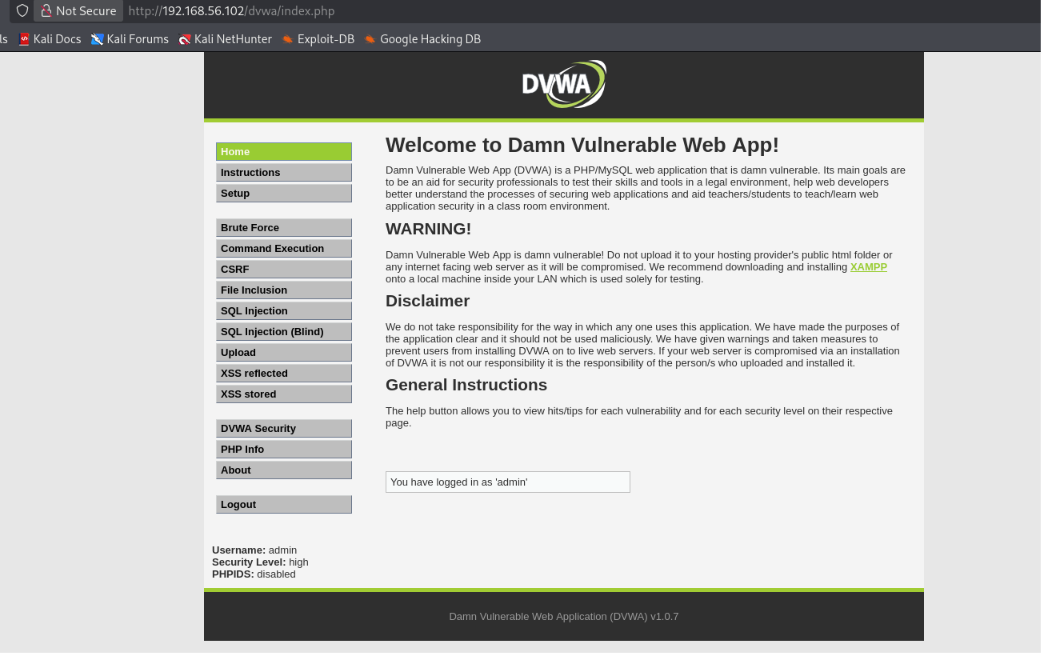 Not Secure http://192.168.56.102/dvwa/index.php
ls Kali Docs Kali Forums Kali NetHunter Exploit-DB Google Hacking DB
DVWA
Home
Instructions
Setup
Brute Force
Command Execution
CSRF
File Inclusion
SQL Injection
SQL Injection (Blind)
Upload
XSS reflected
XSS stored
DVWA Security
PHP Info
About
Logout
Welcome to Damn Vulnerable Web App!
Damn Vulnerable Web App (DVWA) is a PHP/MySQL web application that is damn vulnerable. Its main goals are
to be an aid for security professionals to test their skills and tools in a legal environment, help web developers
better understand the processes of securing web applications and aid teachers/students to teach/learn web
application security in a class room environment.
WARNING!
Damn Vulnerable Web App is damn vulnerable! Do not upload it to your hosting provider's public html folder or
any internet facing web server as it will be compromised. We recommend downloading and installing XAMPP
onto a local machine inside your LAN which is used solely for testing.
Disclaimer
We do not take responsibility for the way in which any one uses this application. We have made the purposes of
the application clear and it should not be used maliciously. We have given warnings and taken measures to
prevent users from installing DVWA on to live web servers. If your web server is compromised via an installation
of DVWA it is not our responsibility it is the responsibility of the person/s who uploaded and installed it.
General Instructions
The help button allows you to view hits/tips for each vulnerability and for each security level on their respective
page.
You have logged in as 'admin'
Username: admin
Security Level: high
PHPIDS: disabled
Damn Vulnerable Web Application (DVWA) v1.0.7